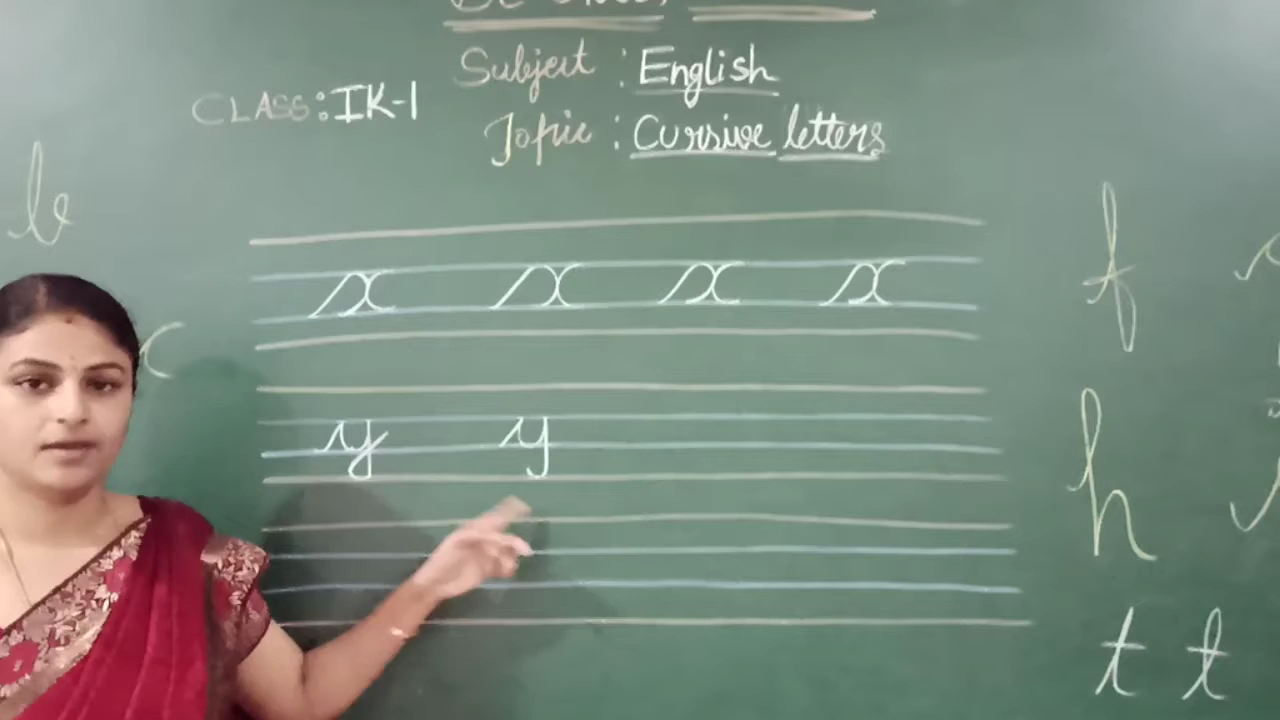 Subject : English
CLASS: IK-1
Topic : Cursive letters
b
f
x x x x
c
y y
h
t t